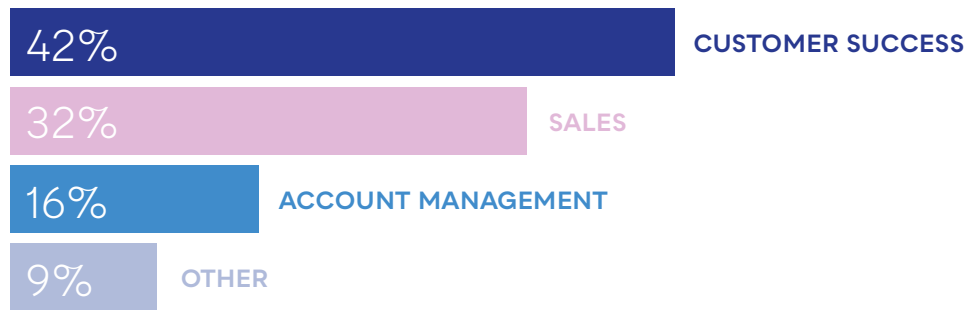 42% CUSTOMER SUCCESS
32% SALES
16% ACCOUNT MANAGEMENT
9% OTHER